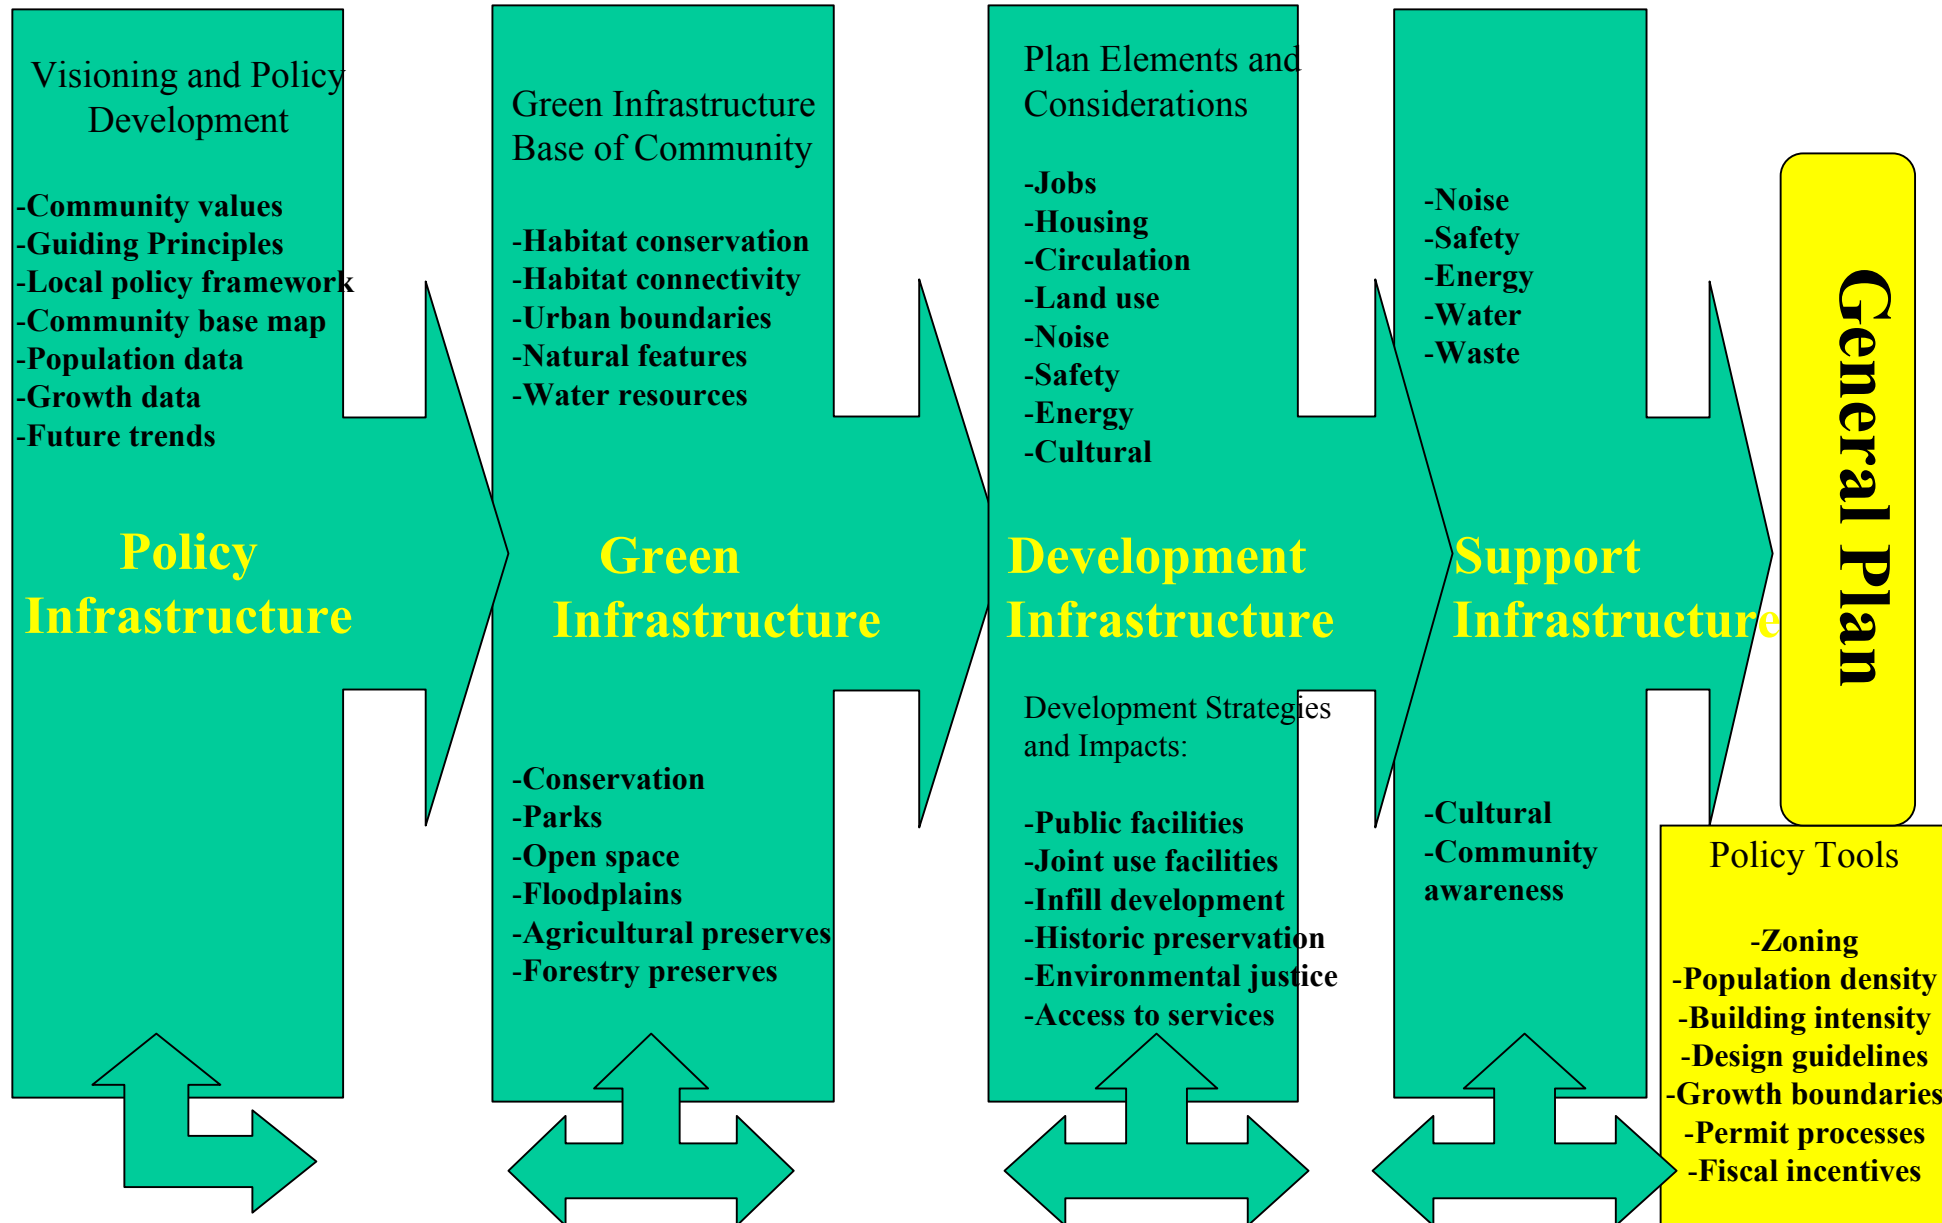 Visioning and Policy
Development
-Community values
-Guiding Principles
-Local policy framework
-Community base map
-Population data
-Growth data
-Future trends
Policy
Infrastructure
Green Infrastructure
Base of Community
-Habitat conservation
-Habitat connectivity
-Urban boundaries
-Natural features
-Water resources
Green
Infrastructure
-Conservation
-Parks
-Open space
-Floodplains
-Agricultural preserves
-Forestry preserves
Plan Elements and
Considerations
-Jobs
-Housing
-Circulation
-Land use
-Noise
-Safety
-Energy
-Cultural
Development
Infrastructure
Development Strategies
and Impacts:
-Public facilities
-Joint use facilities
-Infill development
-Historic preservation
-Environmental justice
-Access to services
-Noise
-Safety
-Energy
-Water
-Waste
Support
Infrastructure
-Cultural
-Community
awareness
General Plan
Policy Tools
-Zoning
-Population density
-Building intensity
-Design guidelines
-Growth boundaries
-Permit processes
-Fiscal incentives